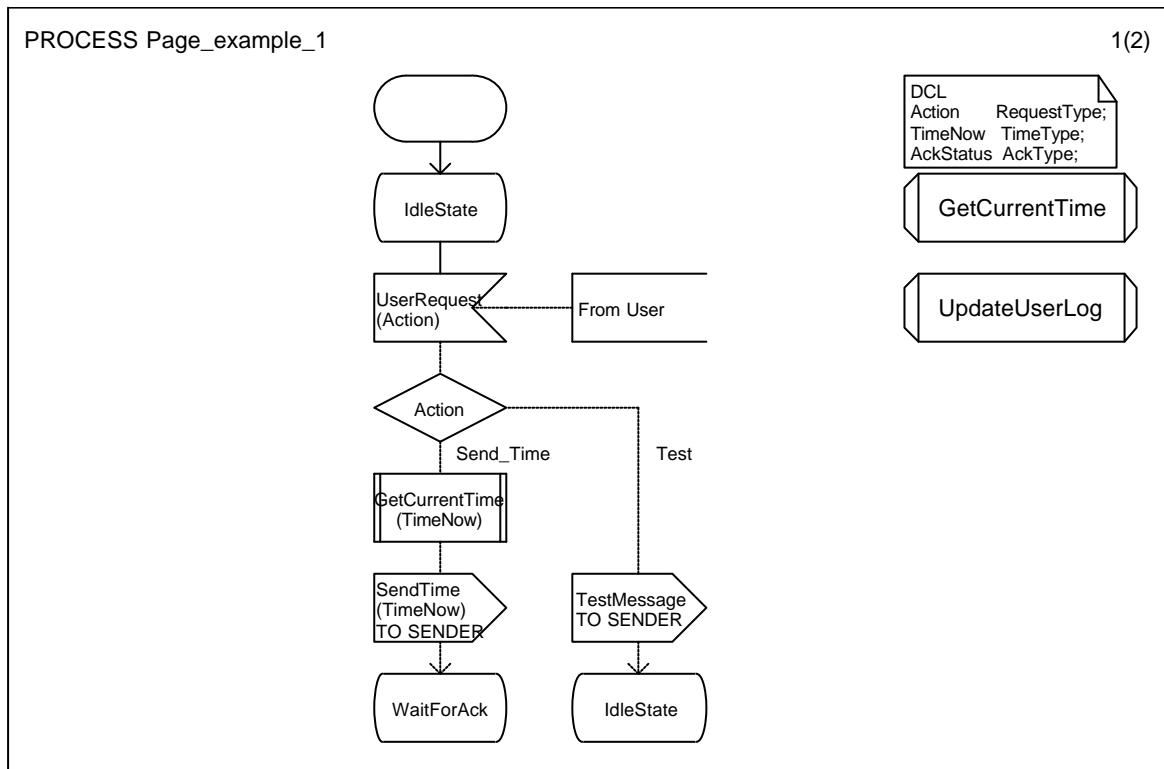 PROCESS Page_example_1
1(2)
DCL
Action RequestType;
TimeNow TimeType;
AckStatus AckType;
IdleState
GetCurrentTime
UserRequest
(Action)
From User
UpdateUserLog
Action
Send_Time
Test
GetCurrentTime
(TimeNow)
SendTime
(TimeNow)
TO SENDER
TestMessage
TO SENDER
WaitForAck
IdleState